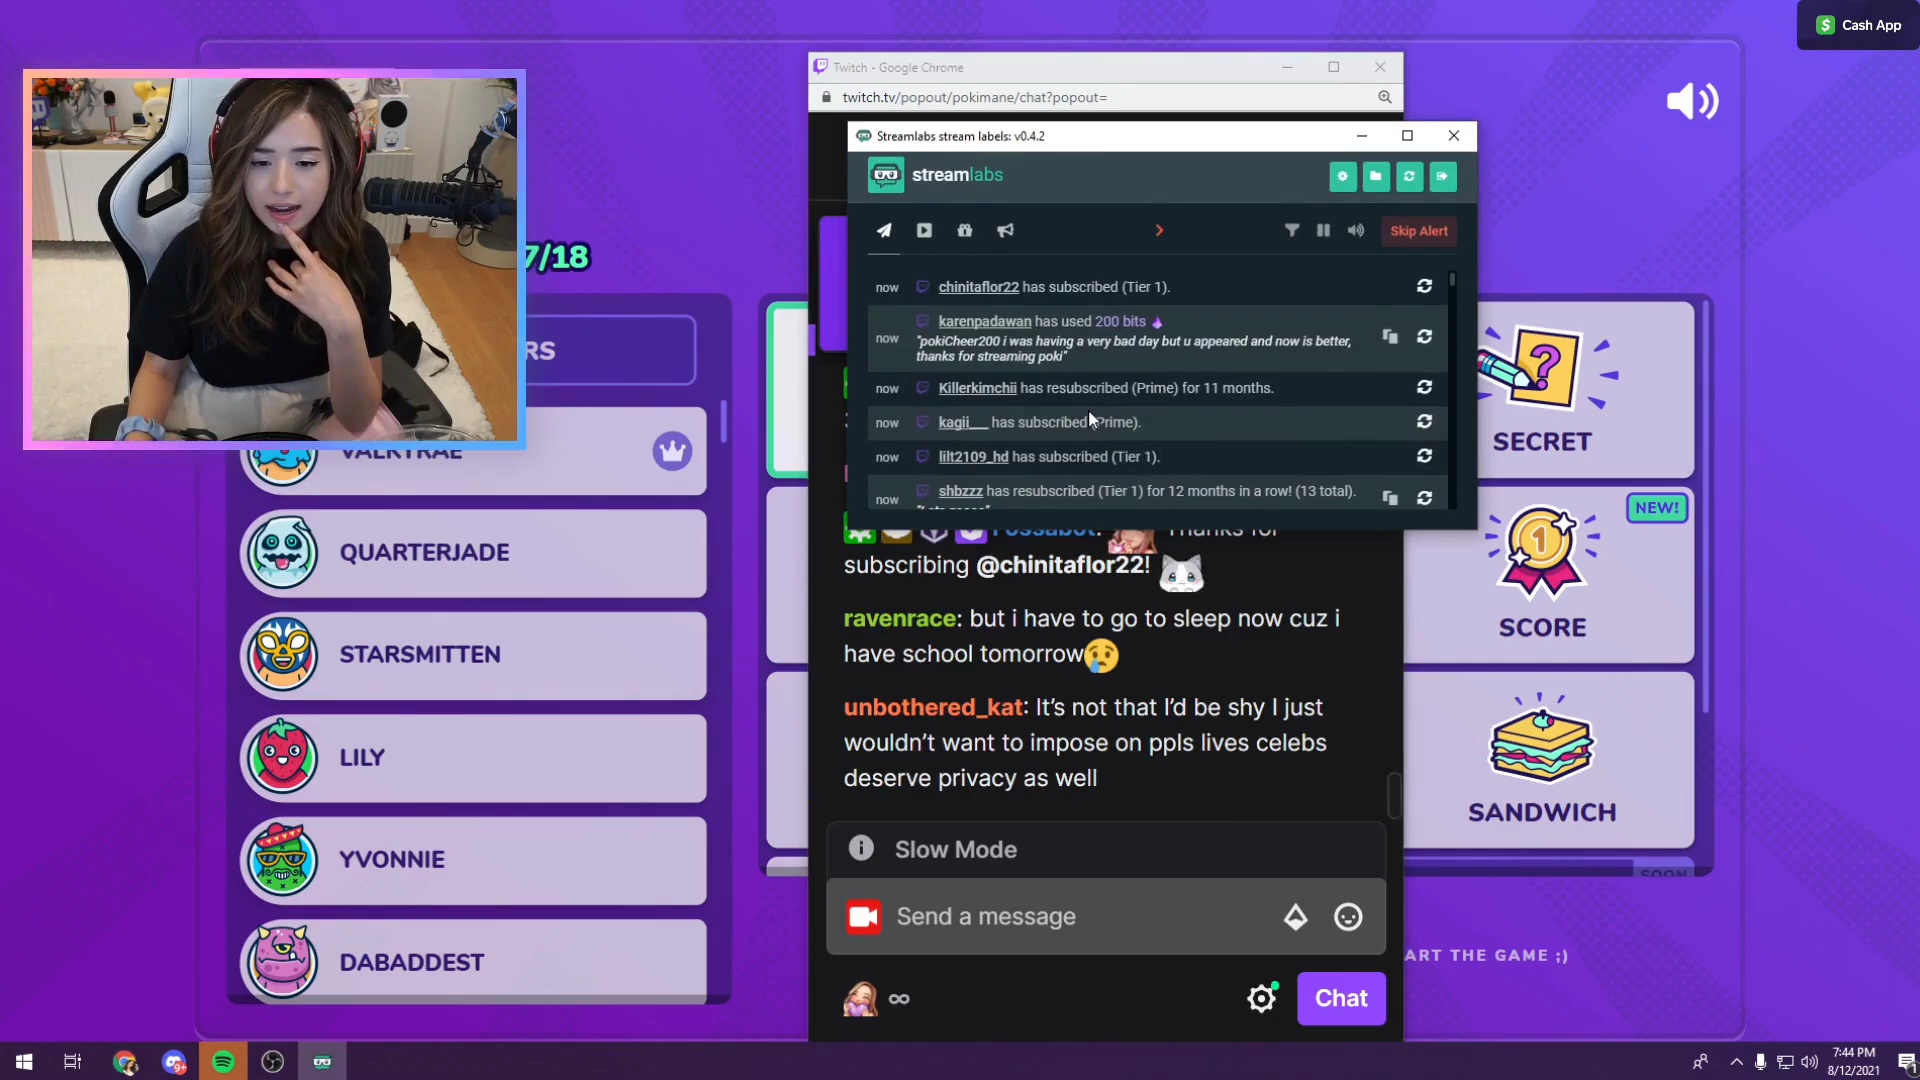 Cash App
Twitch - Google Chrome
twitch.tv/popout/pokimane/chat?popout=
Streamlabs stream labels: v0.4.2
streamlabs
Skip Alert
now chinitaflor22 has subscribed (Tier 1).
now karenpadawan has used 200 bits
"pokiCheer200 i was having a very bad day but u appeared and now is better,
thanks for streaming poki"
now Killerkimchii has resubscribed (Prime) for 11 months.
now kagii__ has subscribed (Prime).
now lilt2109_hd has subscribed (Tier 1).
now shbzzz has resubscribed (Tier 1) for 12 months in a row! (13 total).
7/18
RS
VALKYRAE
QUARTERJADE
STARSMITTEN
LILY
YVONNIE
DABADDEST
Fossabot: Thanks for
subscribing @chinitaflor22!
ravenrace: but i have to go to sleep now cuz i
have school tomorrow
unbothered_kat: It's not that I'd be shy I just
wouldn't want to impose on ppls lives celebs
deserve privacy as well
Slow Mode
Send a message
Chat
SECRET
NEW!
SCORE
SANDWICH
SOON
ART THE GAME ;)
9+
7:44 PM
8/12/2021
1